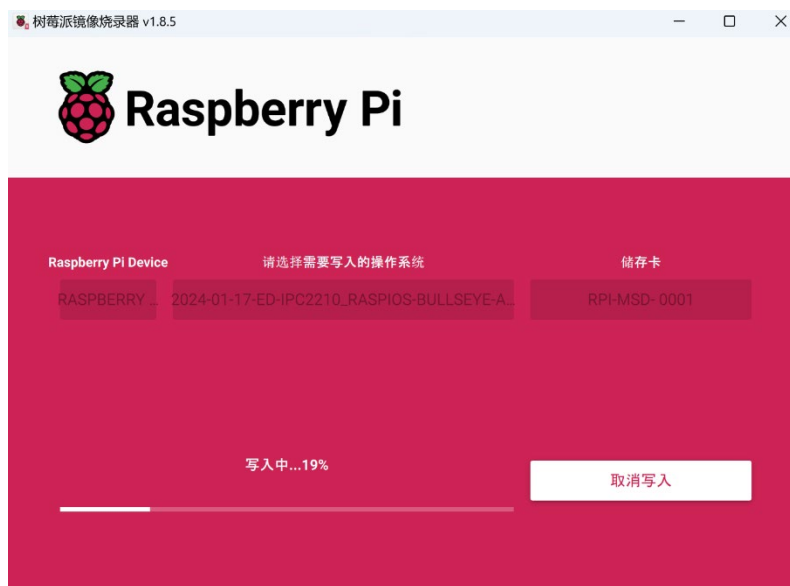 树莓派镜像烧录器 v1.8.5
Raspberry Pi
Raspberry Pi Device
请选择需要写入的操作系统
储存卡
RASPBERRY ...
2024-01-17-ED-IPC2210_RASPIOS-BULLSEYE-A...
RPI-MSD- 0001
写入中...19%
取消写入